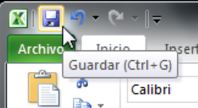 Archivo Inicio Insert
Guardar (Ctrl+G)
Calibri